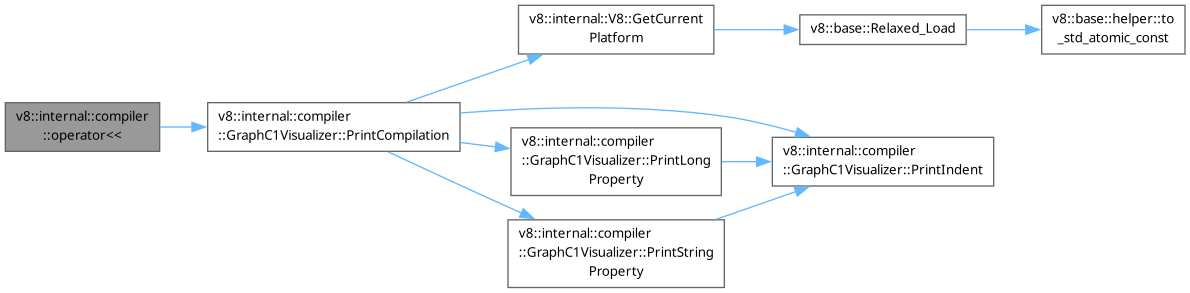 v8::internal::compiler
::operator<<
v8::internal::compiler
::GraphC1Visualizer::PrintCompilation
v8::internal::V8::GetCurrent
Platform
v8::base::Relaxed_Load
v8::base::helper::to
_std_atomic_const
v8::internal::compiler
::GraphC1Visualizer::PrintLong
Property
v8::internal::compiler
::GraphC1Visualizer::PrintIndent
v8::internal::compiler
::GraphC1Visualizer::PrintString
Property